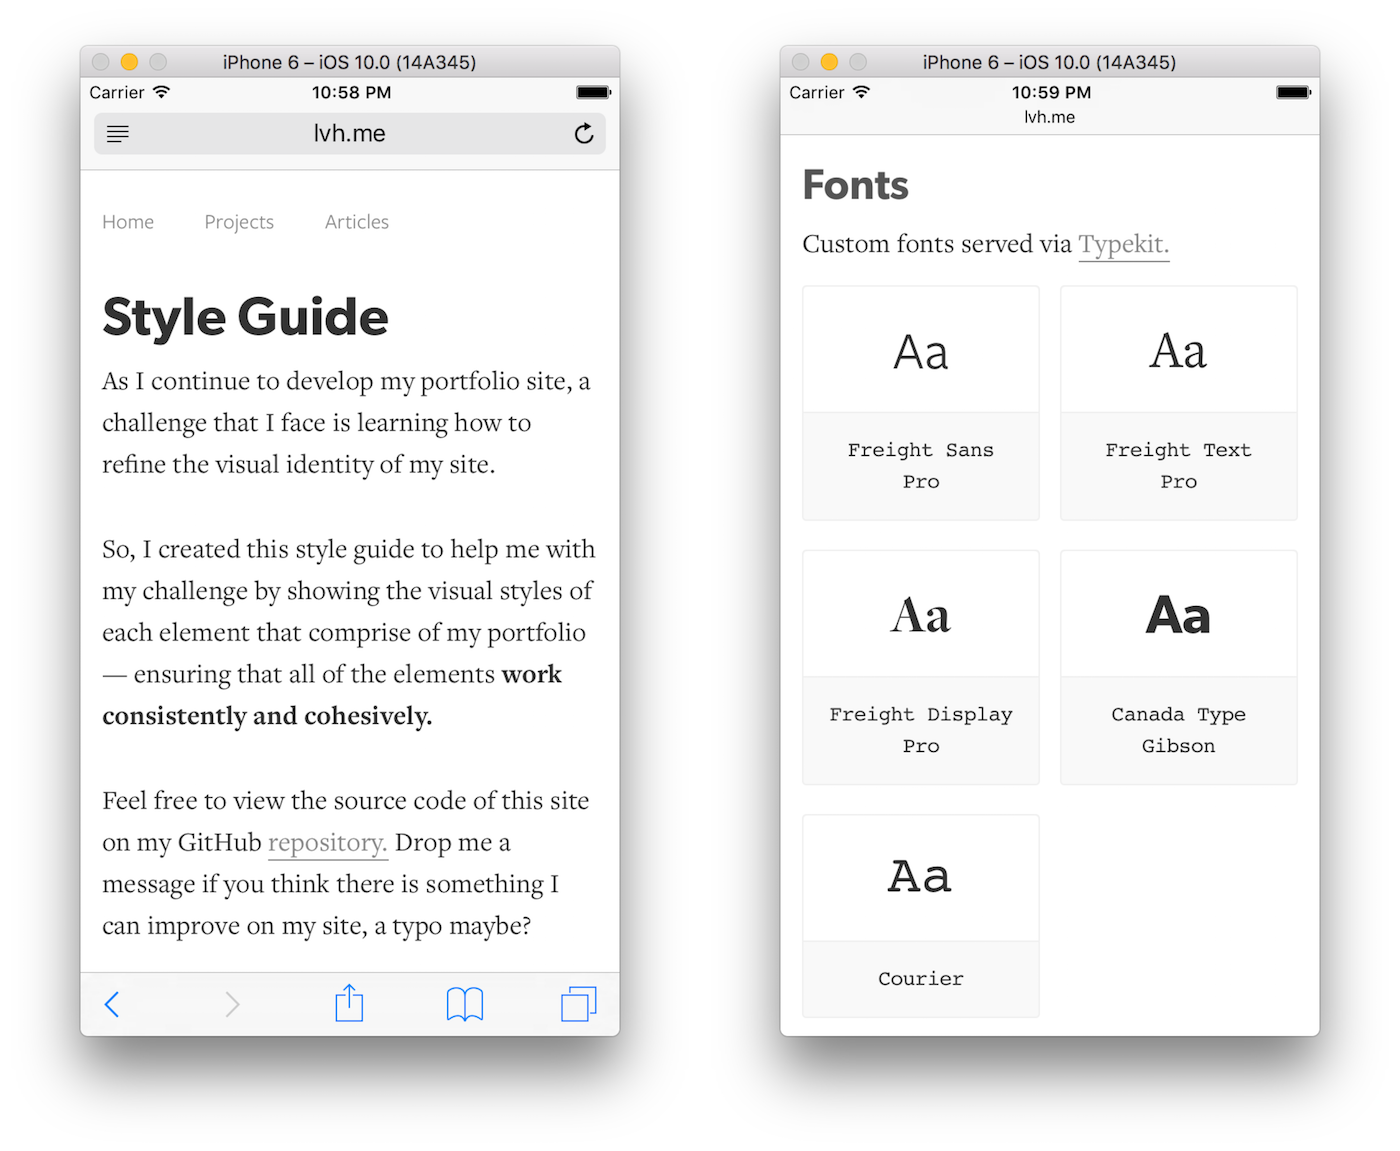 iPhone 6 – iOS 10.0 (14A345)
Carrier
10:58 PM
lvh.me
Home Projects Articles
Style Guide
As I continue to develop my portfolio site, a
challenge that I face is learning how to
refine the visual identity of my site.
So, I created this style guide to help me with
my challenge by showing the visual styles of
each element that comprise of my portfolio
— ensuring that all of the elements work
consistently and cohesively.
Feel free to view the source code of this site
on my GitHub repository. Drop me a
message if you think there is something I
can improve on my site, a typo maybe?
iPhone 6 – iOS 10.0 (14A345)
Carrier
10:59 PM
lvh.me
Fonts
Custom fonts served via Typekit.
Aa
Freight Sans
Pro
Aa
Freight Text
Pro
Aa
Freight Display
Pro
Aa
Canada Type
Gibson
Aa
Courier